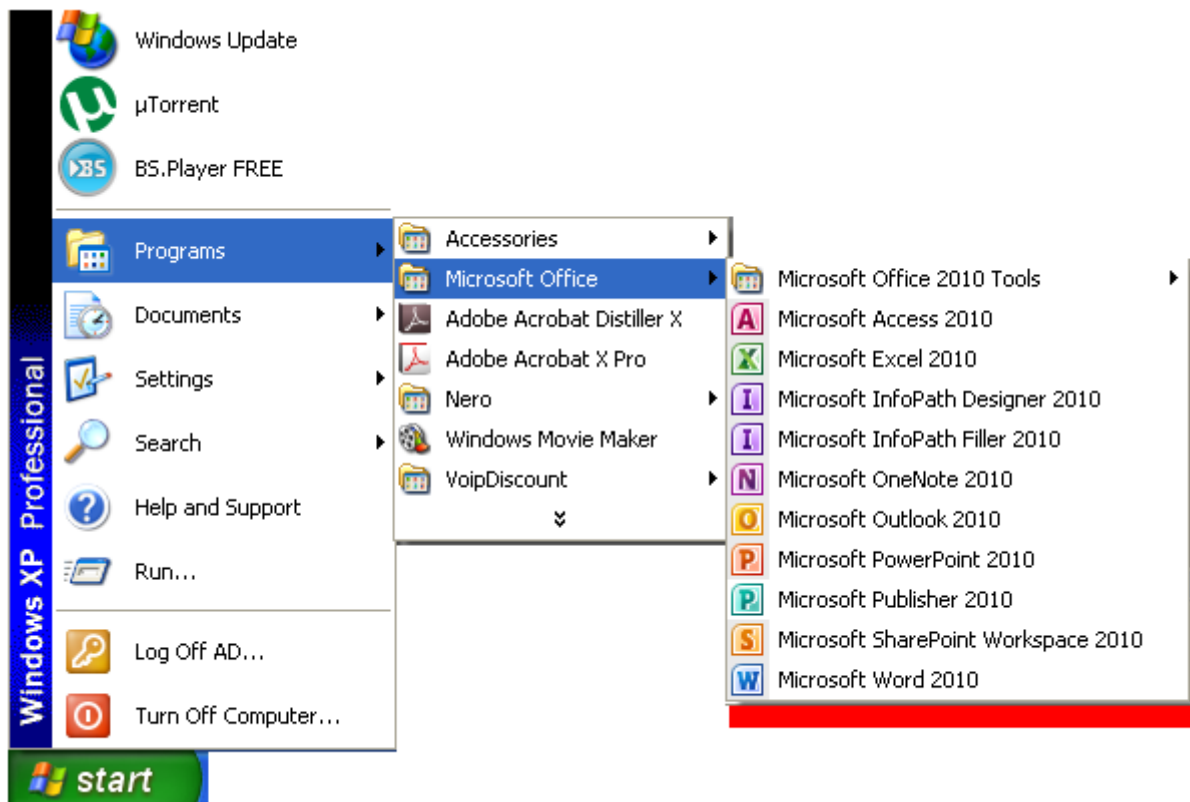 Windows Update
µTorrent
BS.Player FREE
Programs
Documents
Settings
Search
Help and Support
Run...
Log Off AD...
Turn Off Computer...
Windows XP Professional
start
Accessories
Microsoft Office
Adobe Acrobat Distiller X
Adobe Acrobat X Pro
Nero
Windows Movie Maker
VoipDiscount
Microsoft Office 2010 Tools
Microsoft Access 2010
Microsoft Excel 2010
Microsoft InfoPath Designer 2010
Microsoft InfoPath Filler 2010
Microsoft OneNote 2010
Microsoft Outlook 2010
Microsoft PowerPoint 2010
Microsoft Publisher 2010
Microsoft SharePoint Workspace 2010
Microsoft Word 2010